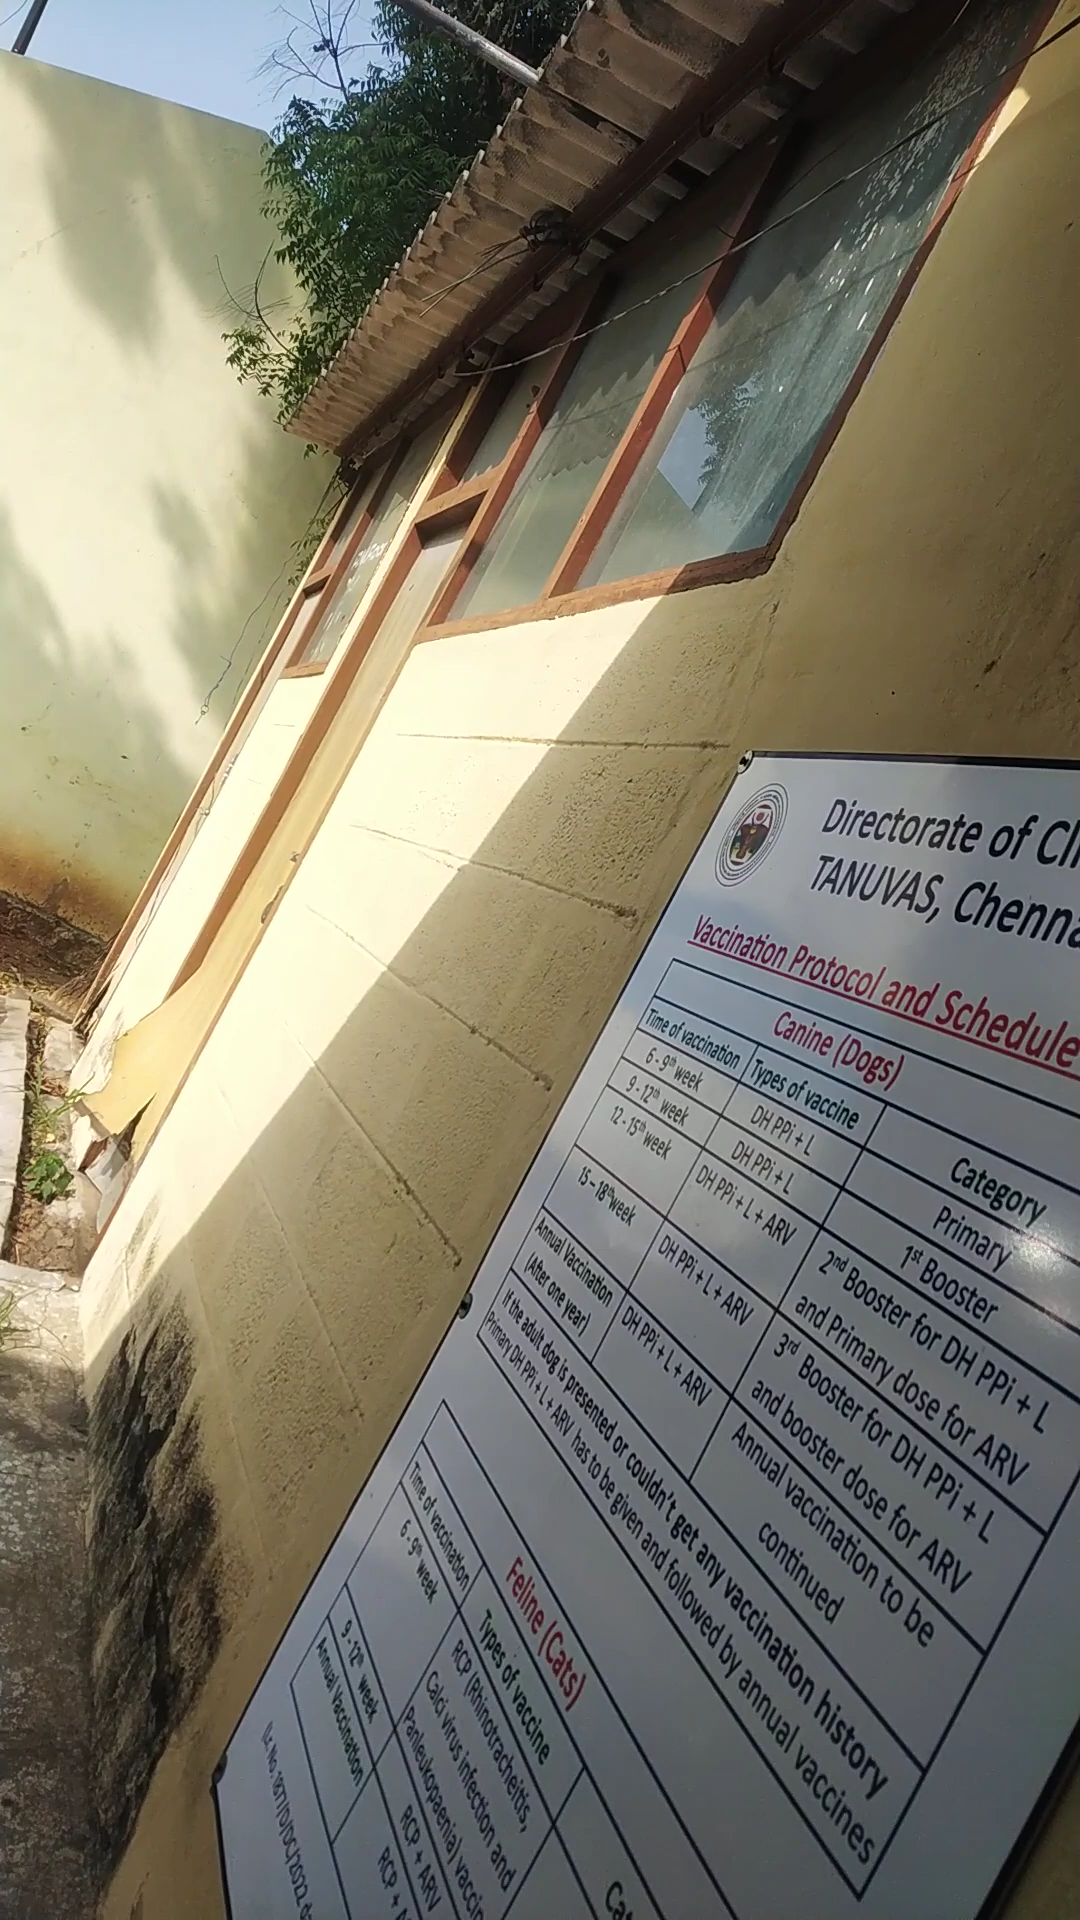 Directorate of
TANUVAS,
Vaccination Protocol and Schedule
Canine (Dogs)
Time of vaccination Types of vaccine Category
6 - 9th week DH PPi + L Primary
9 - 12th week DH PPi + L 1st Booster
12 - 15th week DH PPi + L + ARV 2nd Booster for DH PPi + L
and Primary dose for ARV
15 – 18th week DH PPi + L + ARV 3rd Booster for DH PPi + L
and booster dose for ARV
Annual Vaccination DH PPi + L + ARV Annual vaccination to be
(After one year) continued
If the adult dog is presented or couldn't get any vaccination history
Primary DH PPi + L + ARV has to be given and followed by annual vaccines
Feline (Cats)
Time of vaccination Types of vaccine
6 - 9th week RCP (Rhinotracheitis,
Calci virus infection and
Panleukopaenia)
9 - 12th week RCP + ARV
Annual Vaccination RCP +